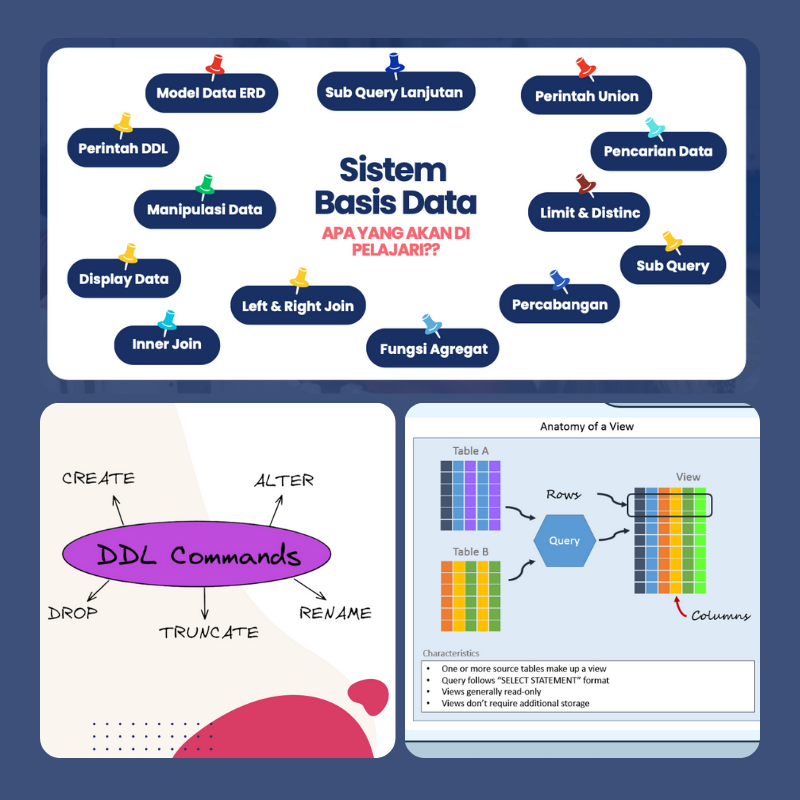 Model Data ERD
Sub Query Lanjutan
Perintah Union
Perintah DDL
Pencarian Data
Sistem
Basis Data
APA YANG AKAN DI
PELAJARI??
Manipulasi Data
Limit & Distinc
Display Data
Sub Query
Left & Right Join
Percabangan
Inner Join
Fungsi Agregat
CREATE
ALTER
DDL Commands
DROP
TRUNCATE
RENAME
Anatomy of a View
Table A
View
Rows
Query
Table B
Columns
Characteristics
• One or more source tables make up a view
• Query follows “SELECT STATEMENT” format
• Views generally read-only
• Views don’t require additional storage